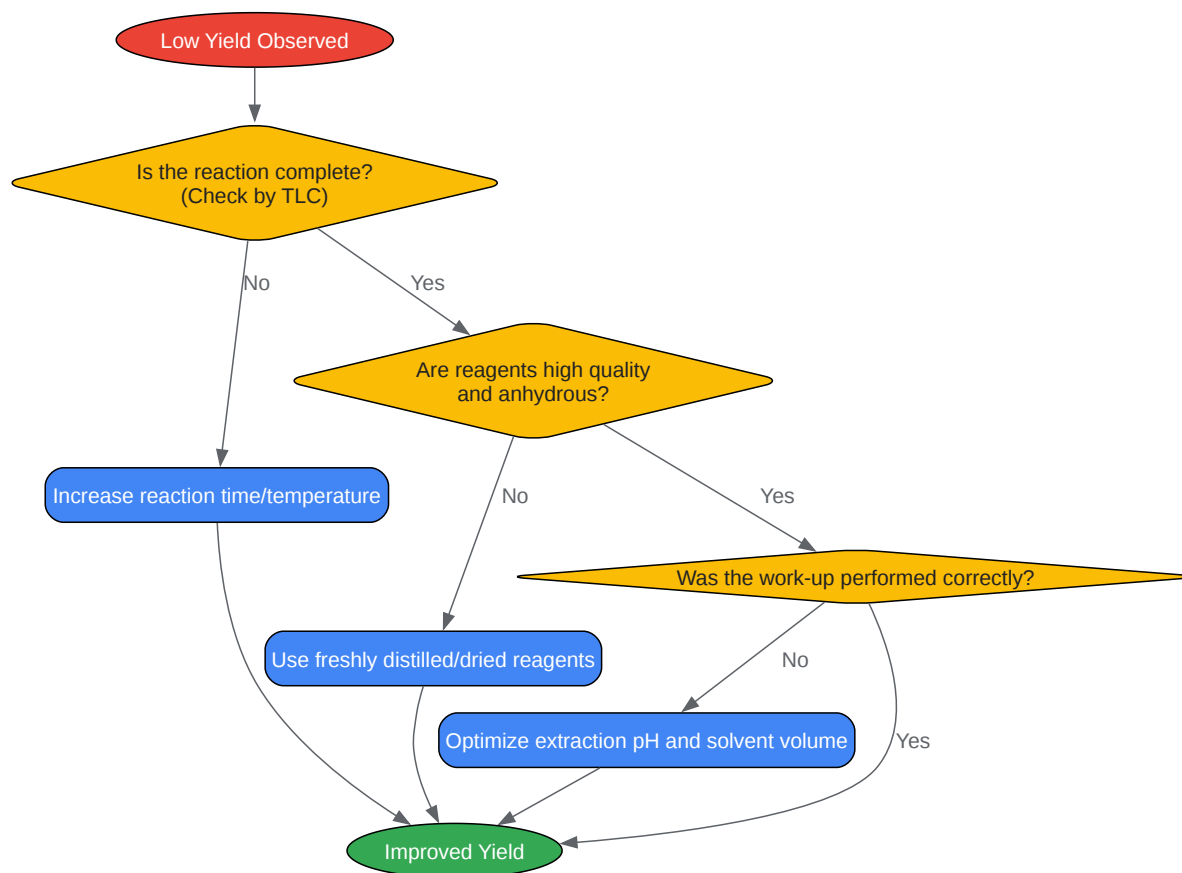 Low Yield Observed
Is the reaction complete?
(Check by TLC)
No
Yes
Are reagents high quality
and anhydrous?
Increase reaction time/temperature
No
Yes
Was the work-up performed correctly?
Use freshly distilled/dried reagents
No
Optimize extraction pH and solvent volume
Yes
Improved Yield